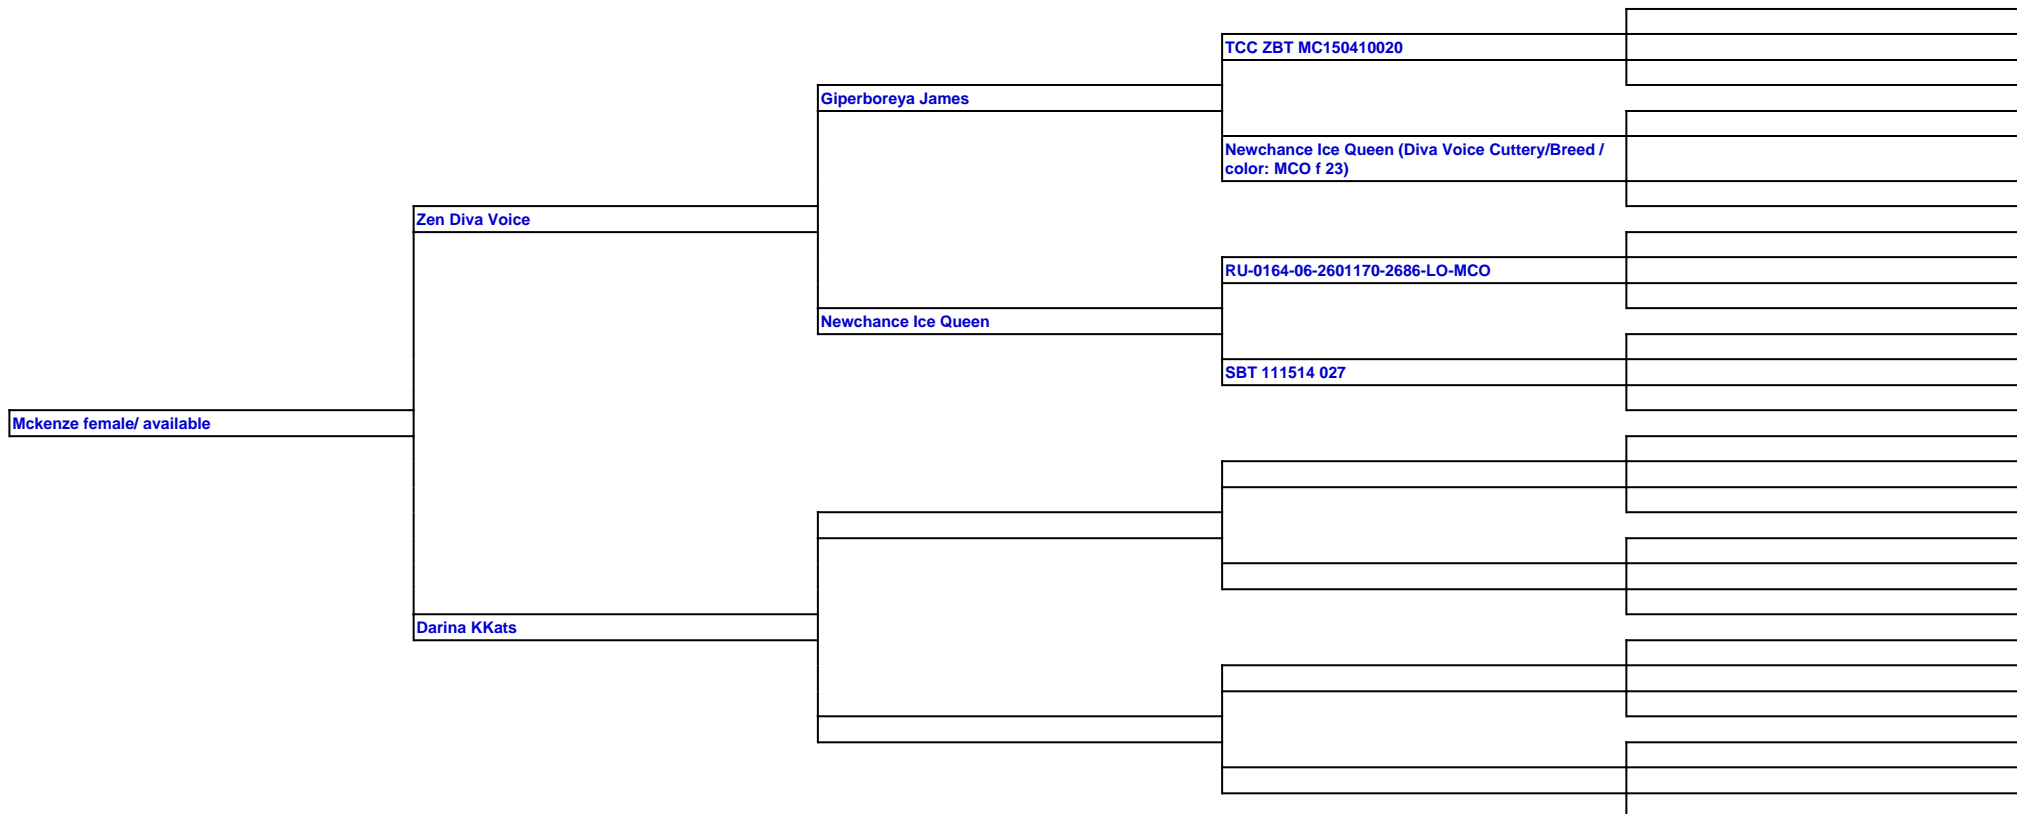 TCC ZBT MC150410020
Giperboreya James
Newchance Ice Queen (Diva Voice Cuttery/Breed /
color: MCO f 23)
Zen Diva Voice
RU-0164-06-2601170-2686-LO-MCO
Newchance Ice Queen
SBT 111514 027
Mckenze female/ available
Darina KKats